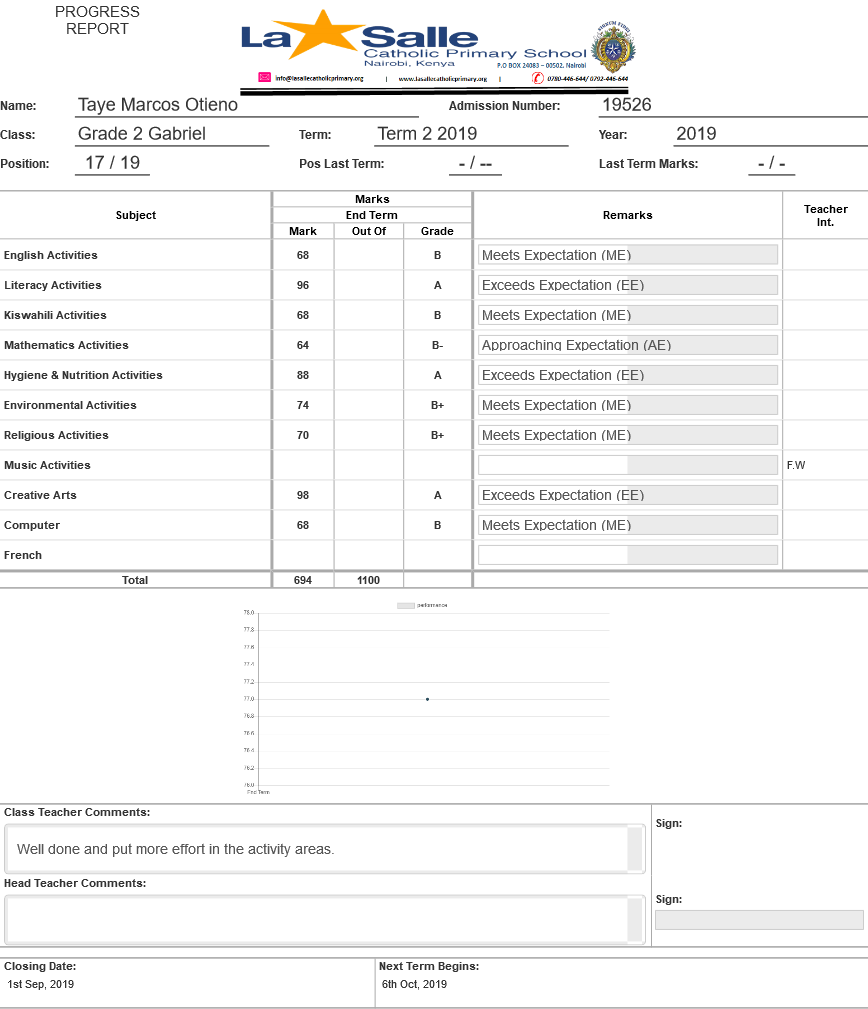 PROGRESS
REPORT
La Salle
Catholic Primary School
Nairobi, Kenya
P.O BOX 24083 – 00502, Nairobi
info@lasallecatholicprimary.org | www.lasallecatholicprimary.org | 0780-446-644/ 0792-446-644
Name: Taye Marcos Otieno Admission Number: 19526
Class: Grade 2 Gabriel Term: Term 2 2019 Year: 2019
Position: 17 / 19 Pos Last Term: - / -- Last Term Marks: - / -
Subject Marks Remarks Teacher Int.
End Term
Mark Out Of Grade
English Activities 68 B Meets Expectation (ME)
Literacy Activities 96 A Exceeds Expectation (EE)
Kiswahili Activities 68 B Meets Expectation (ME)
Mathematics Activities 64 B- Approaching Expectation (AE)
Hygiene & Nutrition Activities 88 A Exceeds Expectation (EE)
Environmental Activities 74 B+ Meets Expectation (ME)
Religious Activities 70 B+ Meets Expectation (ME)
Music Activities F.W
Creative Arts 98 A Exceeds Expectation (EE)
Computer 68 B Meets Expectation (ME)
French
Total 694 1100
performance
78.0
77.8
77.6
77.4
77.2
77.0
76.8
76.6
76.4
76.2
76.0
End Term
Class Teacher Comments:
Sign:
Well done and put more effort in the activity areas.
Head Teacher Comments:
Sign:
Closing Date: Next Term Begins:
1st Sep, 2019 6th Oct, 2019